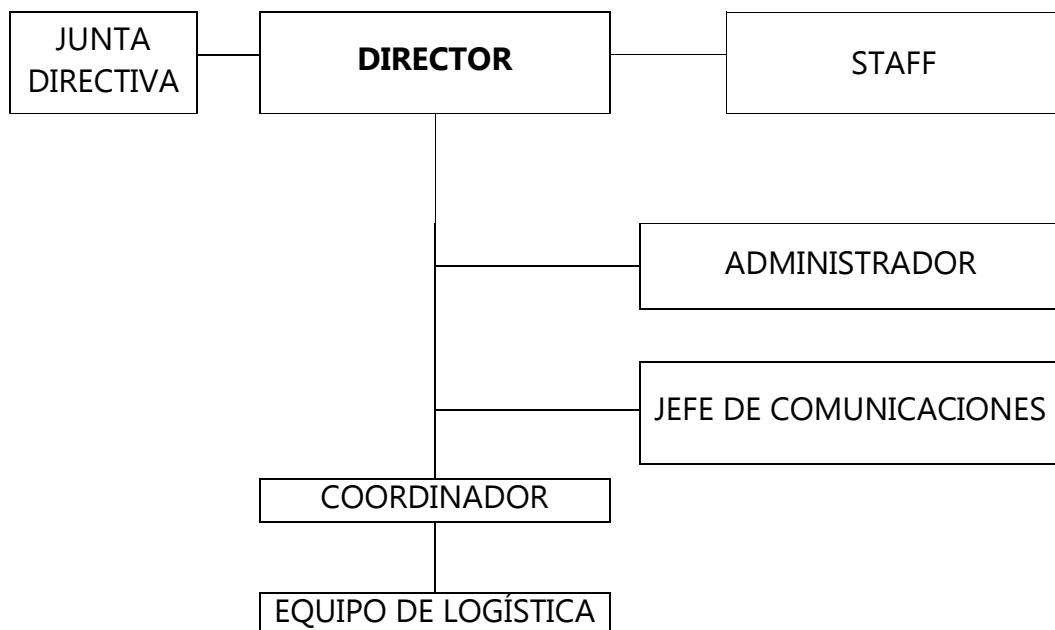 JUNTA
DIRECTIVA
DIRECTOR
STAFF
ADMINISTRADOR
JEFE DE COMUNICACIONES
COORDINADOR
EQUIPO DE LOGÍSTICA